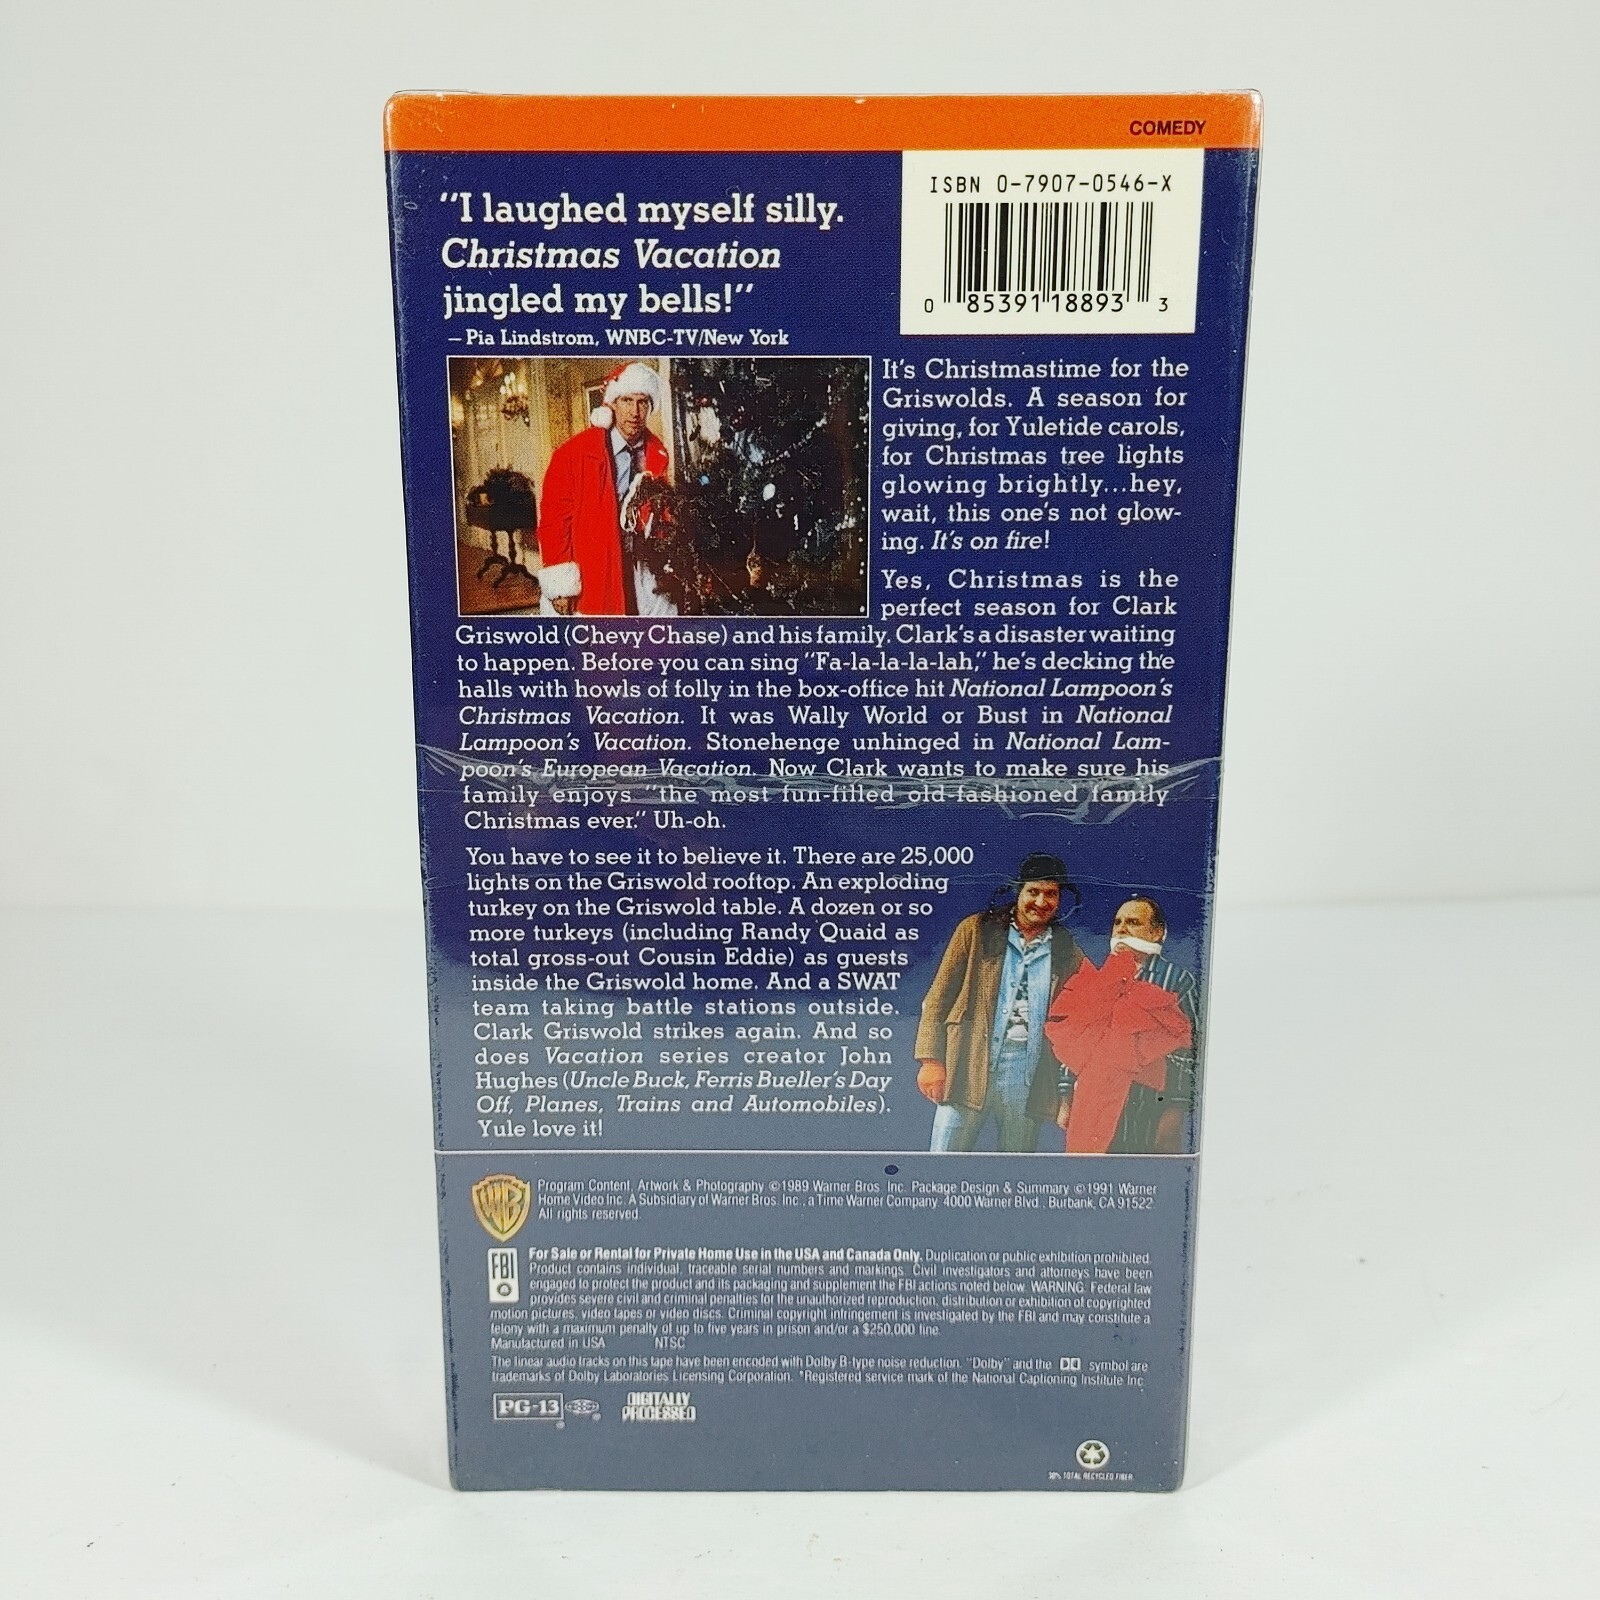 COMEDY
"I laughed myself silly.
Christmas Vacation
jingled my bells!"
– Pia Lindstrom, WNBC-TV/New York
ISBN 0-7907-0546-X
0 85391 18893 3
It's Christmastime for the
Griswolds. A season for
giving, for Yuletide carols,
for Christmas tree lights
glowing brightly...hey,
wait, this one's not glow-
ing. It's on fire!
Yes, Christmas is the
perfect season for Clark
Griswold (Chevy Chase) and his family. Clark's a disaster waiting
to happen. Before you can sing "Fa-la-la-la-lah," he's decking the
halls with howls of folly in the box-office hit National Lampoon's
Christmas Vacation. It was Wally World or Bust in National
Lampoon's Vacation. Stonehenge unhinged in National Lam-
poon's European Vacation. Now Clark wants to make sure his
family enjoys "the most fun-filled old-fashioned family
Christmas ever." Uh-oh.
You have to see it to believe it. There are 25,000
lights on the Griswold rooftop. An exploding
turkey on the Griswold table. A dozen or so
more turkeys (including Randy Quaid as
total gross-out Cousin Eddie) as guests
inside the Griswold home. And a SWAT
team taking battle stations outside.
Clark Griswold strikes again. And so
does Vacation series creator John
Hughes (Uncle Buck, Ferris Bueller's Day
Off, Planes, Trains and Automobiles).
Yule love it!
WB
Program Content, Artwork & Photography ©1989 Warner Bros. Inc. Package Design & Summary ©1991 Warner
Home Video Inc. A Subsidiary of Warner Bros. Inc., a Time Warner Company. 4000 Warner Blvd., Burbank, CA 91522.
All rights reserved.
FBI
For Sale or Rental for Private Home Use in the USA and Canada Only. Duplication or public exhibition prohibited.
Product contains individual, traceable serial numbers and markings. Civil investigators and attorneys have been
engaged to protect the product and its packaging and supplement the FBI actions noted below. WARNING: Federal law
provides severe civil and criminal penalties for the unauthorized reproduction, distribution or exhibition of copyrighted
motion pictures, video tapes or video discs. Criminal copyright infringement is investigated by the FBI and may constitute a
felony with a maximum penalty of up to five years in prison and/or a $250,000 fine.
Manufactured in USA NTSC
The linear audio tracks on this tape have been encoded with Dolby B-type noise reduction. "Dolby" and the symbol are
trademarks of Dolby Laboratories Licensing Corporation. *Registered service mark of the National Captioning Institute Inc.
PG-13 ®
DIGITALLY
PROCESSED
30% TOTAL RECYCLED FIBER